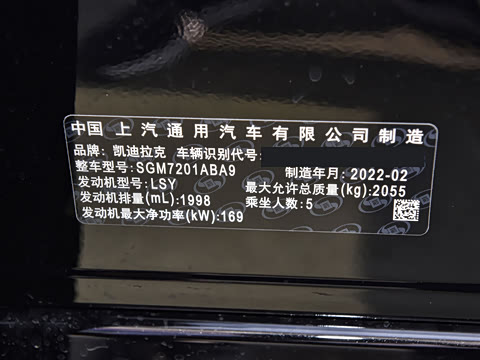 中国 上汽通用汽车有限公司制造
品牌：凯迪拉克 车辆识别代号：
整车型号：SGM7201ABA9 制造年月：2022-02
发动机型号：LSY 最大允许总质量(kg)：2055
发动机排量(mL)：1998 乘坐人数：5
发动机最大净功率(kW)：169